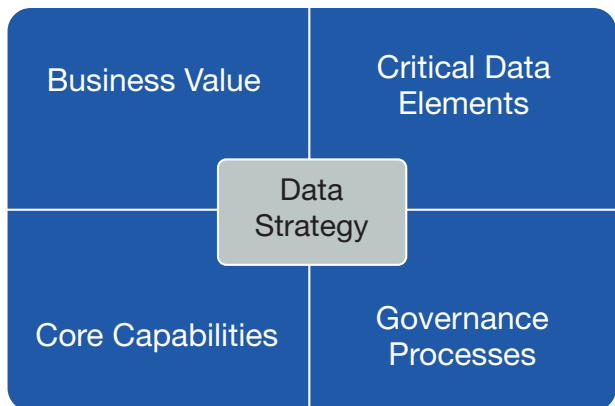 Business Value
Critical Data
Elements
Data
Strategy
Core Capabilities
Governance
Processes